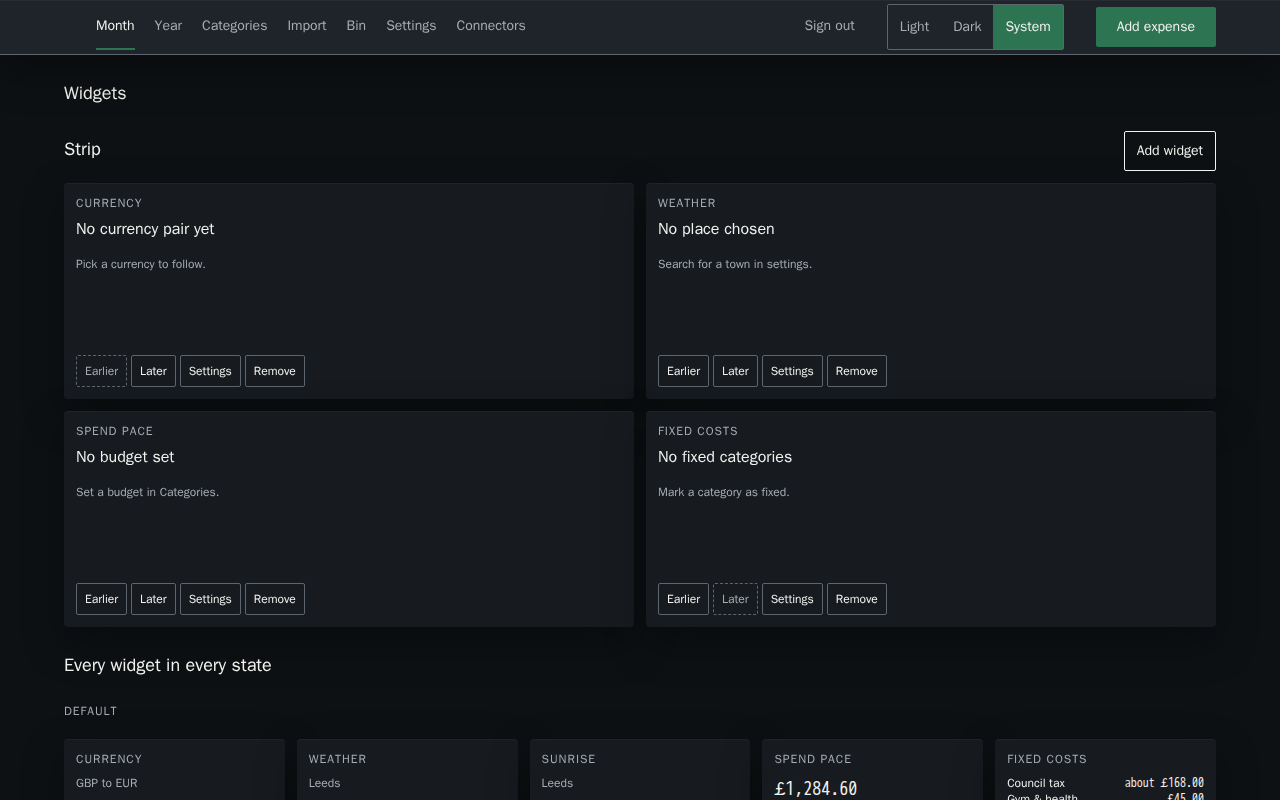 Month Year Categories Import Bin Settings Connectors Sign out Light Dark System Add expense
Widgets
Strip Add widget
CURRENCY
No currency pair yet
Pick a currency to follow.
Earlier Later Settings Remove
WEATHER
No place chosen
Search for a town in settings.
Earlier Later Settings Remove
SPEND PACE
No budget set
Set a budget in Categories.
Earlier Later Settings Remove
FIXED COSTS
No fixed categories
Mark a category as fixed.
Earlier Later Settings Remove
Every widget in every state
DEFAULT
CURRENCY
GBP to EUR
WEATHER
Leeds
SUNRISE
Leeds
SPEND PACE
£1,284.60
FIXED COSTS
Council tax about £168.00
Gym & health £45.00